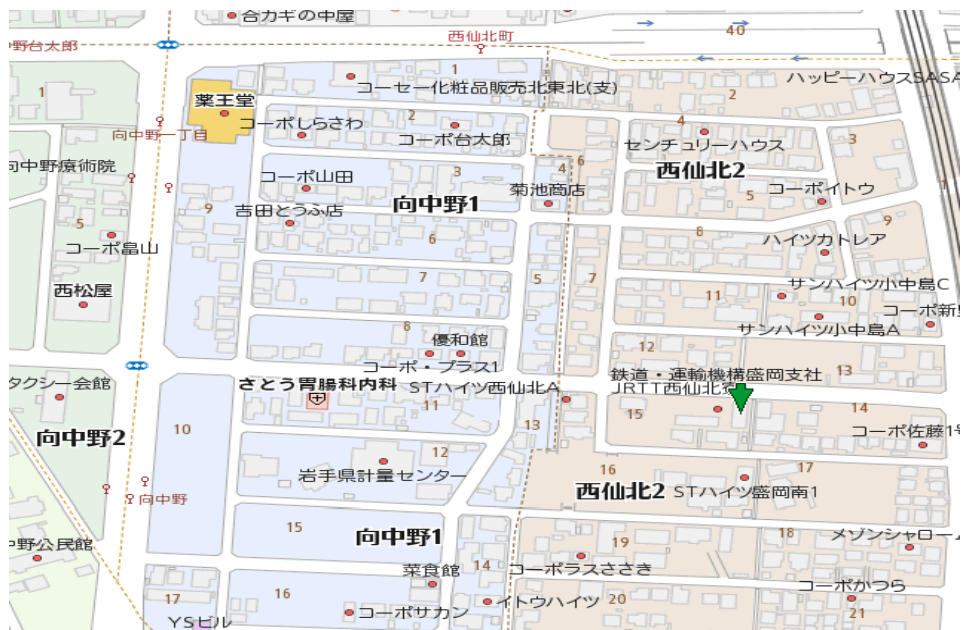 合カギの中屋
西仙北町
40
中野台太郎
1
1
2
コーセー化粧品販売北東北(支)
ハッピーハウスSASA
薬王堂
向中野一丁目
コーポしらさわ
2
コーポ台太郎
4
センチュリーハウス
3
向中野療術院
6
西仙北2
コーポ山田
3
4
菊池商店
5
コーポイトウ
1
向中野1
9
吉田とうふ店
6
8
9
ハイツカトレア
5
コーポ畠山
西松屋
7
5
7
11
サンハイツ小中島C
10
コーポ新
サンハイツ小中島A
8
優和館
コーポ・プラス1
12
13
タクシー会館
さとう胃腸科内科
STハイツ西仙北A
鉄道・運輸機構盛岡支社
JRTT西仙北
11
15
14
向中野2
10
13
コーポ佐藤1号
12
岩手県計量センター
16
17
西仙北2
STハイツ盛岡南1
向中野
15
向中野1
18
メゾンシャローム
中野公民館
19
14
コーポラスささき
菜食館
コーポかつら
17
16
コーポサカン
イトウハイツ
20
21
YSビル